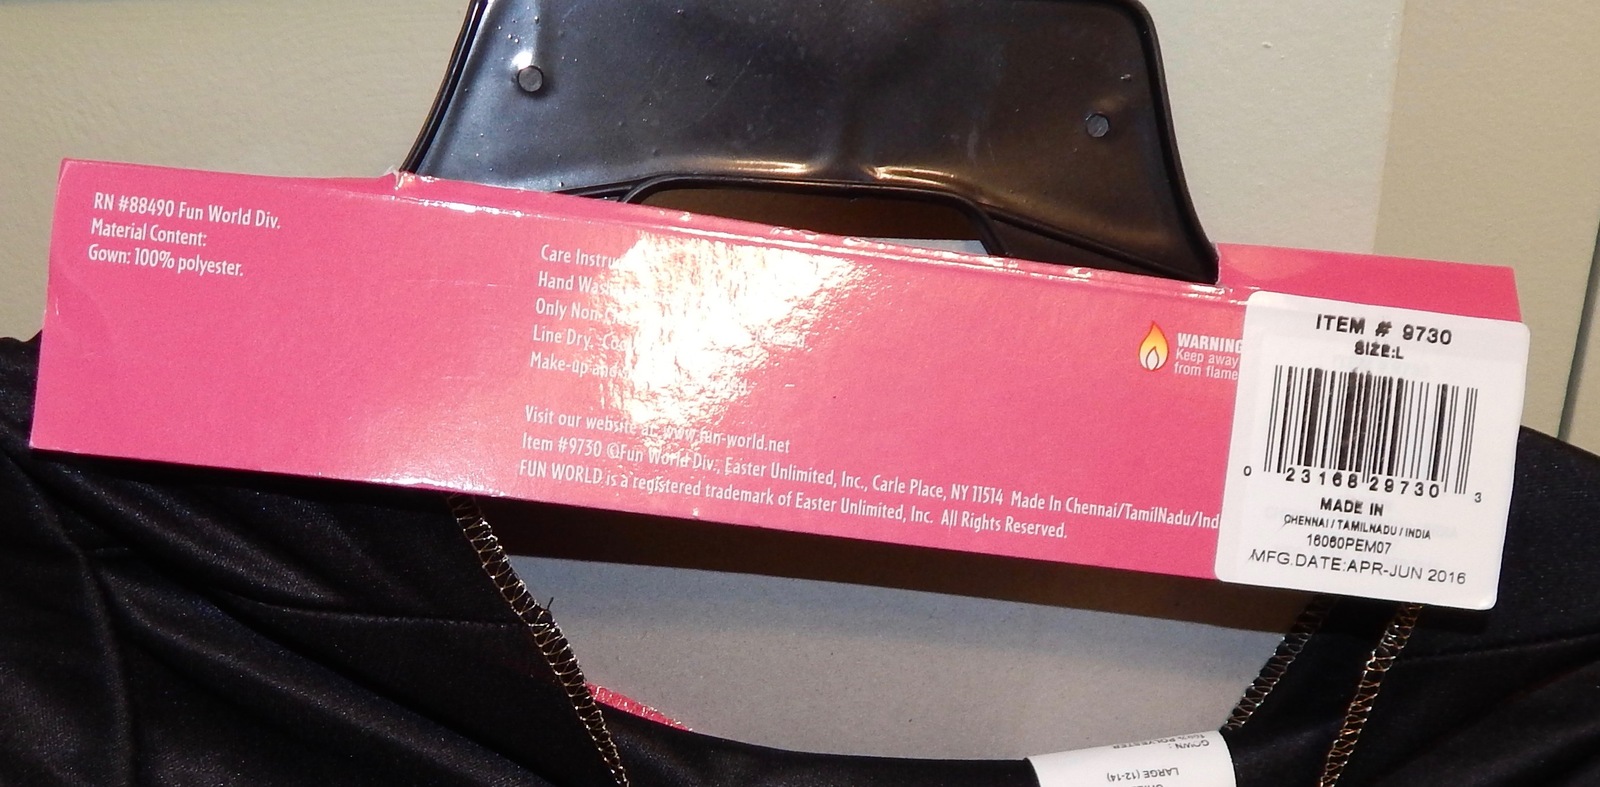 RN #88490 Fun World Div.
Material Content:
Gown: 100% polyester.
Care
Hand
Only
Line Dry.
Make-up
Visit our website at: www.fun-world.net
Item #9730 ©Fun World Div., Easter Unlimited, Inc., Carle Place, NY 11514 Made In Chennai/TamilNadu/Ind
FUN WORLD is a registered trademark of Easter Unlimited, Inc. All Rights Reserved.
WARNING
Keep away
from flame
ITEM # 9730
SIZE:L
0 23168 29730 3
MADE IN
CHENNAI / TAMILNADU / INDIA
16060PEM07
MFG.DATE:APR-JUN 2016
LARGE (12-14)
GOWN :
100% POLYESTER